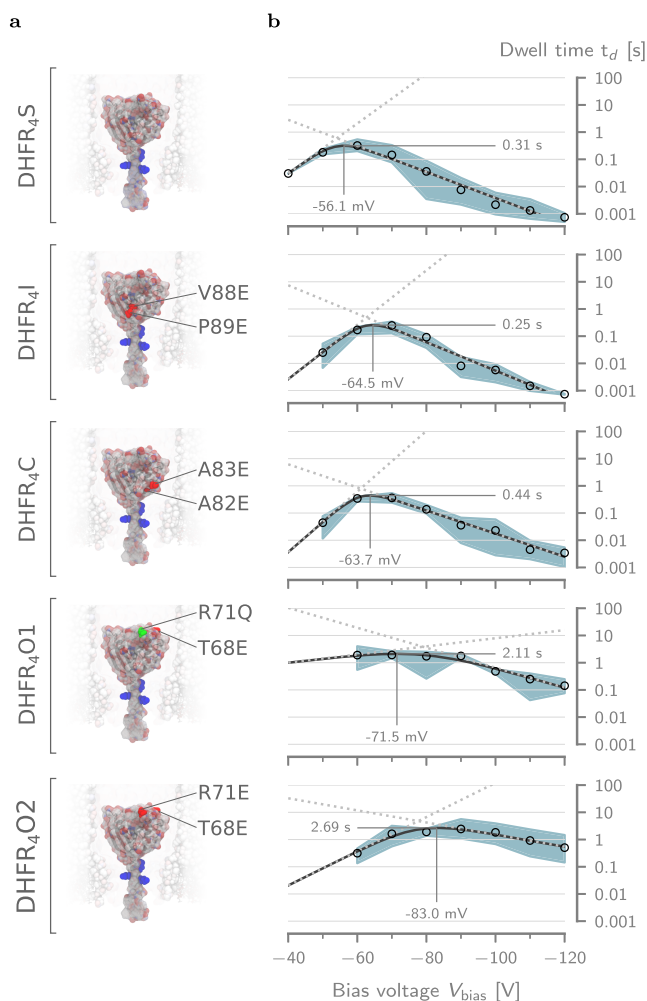 a
b
Dwell time t_d [s]
DHFR₄S
100
10
1
0.1
0.01
0.001
0.31 s
-56.1 mV
DHFR₄I
V88E
P89E
100
10
1
0.1
0.01
0.001
0.25 s
-64.5 mV
DHFR₄C
A83E
A82E
100
10
1
0.1
0.01
0.001
0.44 s
-63.7 mV
DHFR₄O1
R71Q
T68E
100
10
1
0.1
0.01
0.001
2.11 s
-71.5 mV
DHFR₄O2
R71E
T68E
100
10
1
0.1
0.01
0.001
2.69 s
-83.0 mV
−40 −60 −80 −100 −120
Bias voltage V_bias [V]